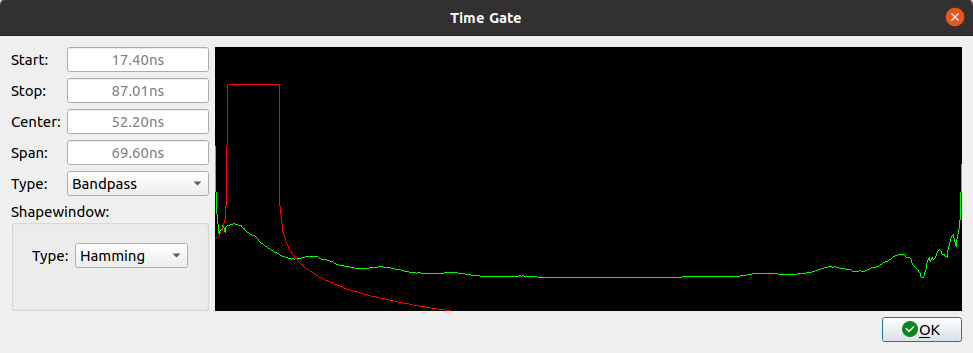 Time Gate
Start: 17.40ns
Stop: 87.01ns
Center: 52.20ns
Span: 69.60ns
Type: Bandpass
Shapewindow:
Type: Hamming
OK